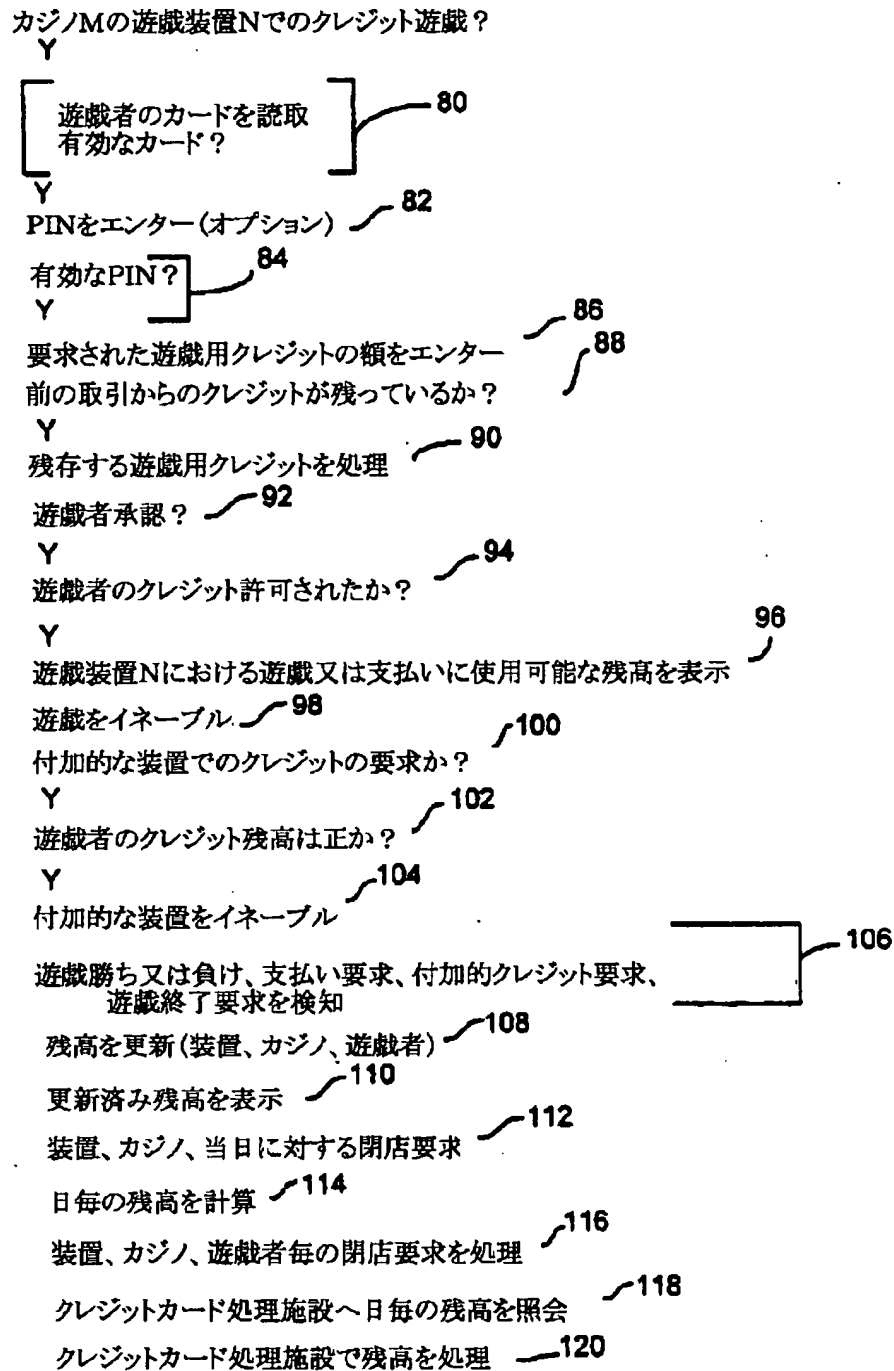 カジノMの遊戯装置Nでのクレジット遊戯？
Y
遊戯者のカードを読取 80
有効なカード？
Y
PINをエンター(オプション) 82
有効なPIN？ 84
Y
86
要求された遊戯用クレジットの額をエンター
88
前の取引からのクレジットが残っているか？
Y
残存する遊戯用クレジットを処理 90
遊戯者承認？ 92
Y
遊戯者のクレジット許可されたか？ 94
Y
遊戯装置Nにおける遊戯又は支払いに使用可能な残高を表示 96
遊戯をイネーブル 98
付加的な装置でのクレジットの要求か？ 100
Y
遊戯者のクレジット残高は正か？ 102
Y
付加的な装置をイネーブル 104
遊戯勝ち又は負け、支払い要求、付加的クレジット要求、 106
遊戯終了要求を検知
残高を更新(装置、カジノ、遊戯者) 108
更新済み残高を表示 110
装置、カジノ、当日に対する閉店要求 112
日毎の残高を計算 114
装置、カジノ、遊戯者毎の閉店要求を処理 116
クレジットカード処理施設へ日毎の残高を照会 118
クレジットカード処理施設で残高を処理 120